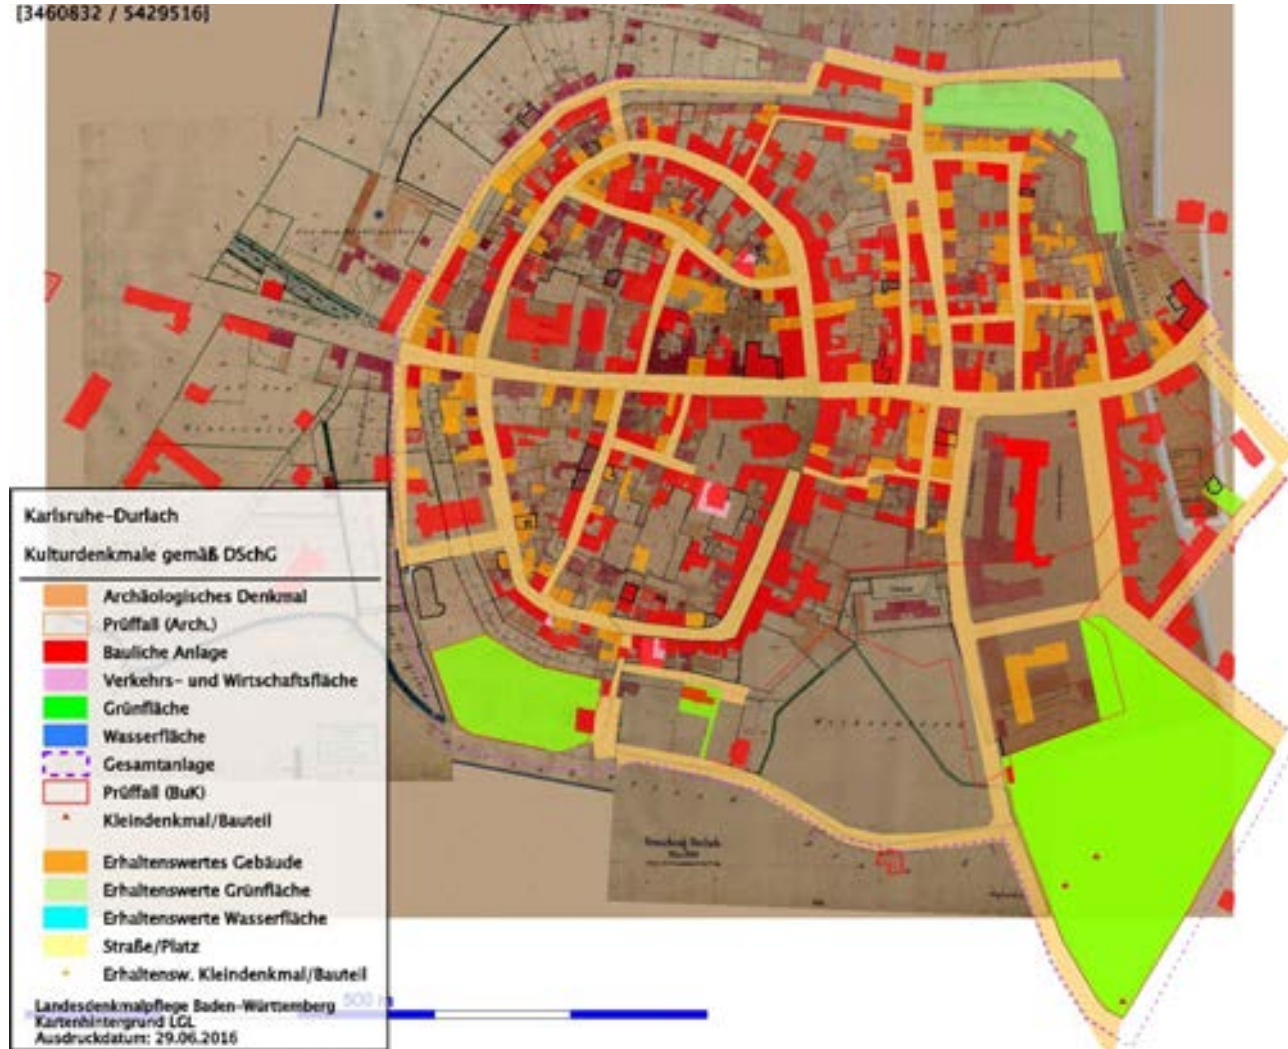 [3460832 / 5429516]
Karlsruhe-Durlach
Kulturdenkmale gemäß DSchG
Archäologisches Denkmal
Prüffall (Arch.)
Bauliche Anlage
Verkehrs- und Wirtschaftsfläche
Grünfläche
Wasserfläche
Gesamtanlage
Prüffall (BuK)
Kleindenkmal/Bauteil
Erhaltenswertes Gebäude
Erhaltenswerte Grünfläche
Erhaltenswerte Wasserfläche
Straße/Platz
Erhaltensw. Kleindenkmal/Bauteil
Landesdenkmalpflege Baden-Württemberg
500 m
Kartenhintergrund LGL
Ausdruckdatum: 29.06.2016